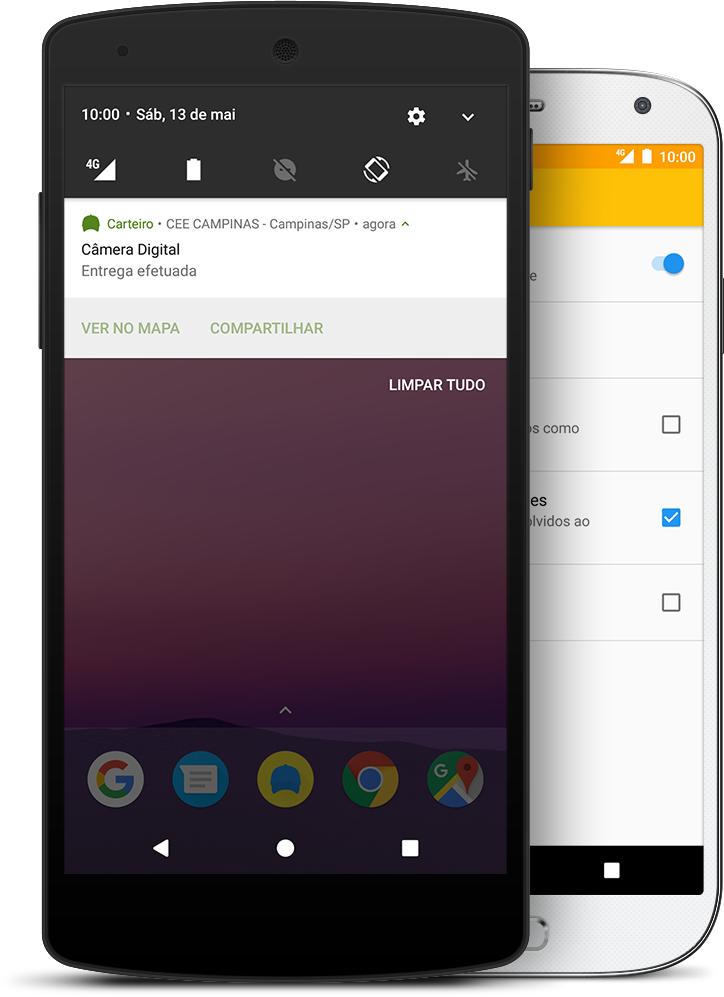 10:00 • Sáb, 13 de mai
4G
Carteiro • CEE CAMPINAS - Campinas/SP • agora
Câmera Digital
Entrega efetuada
VER NO MAPA COMPARTILHAR
LIMPAR TUDO
G
4G 10:00
e
os como
es
olvidos ao